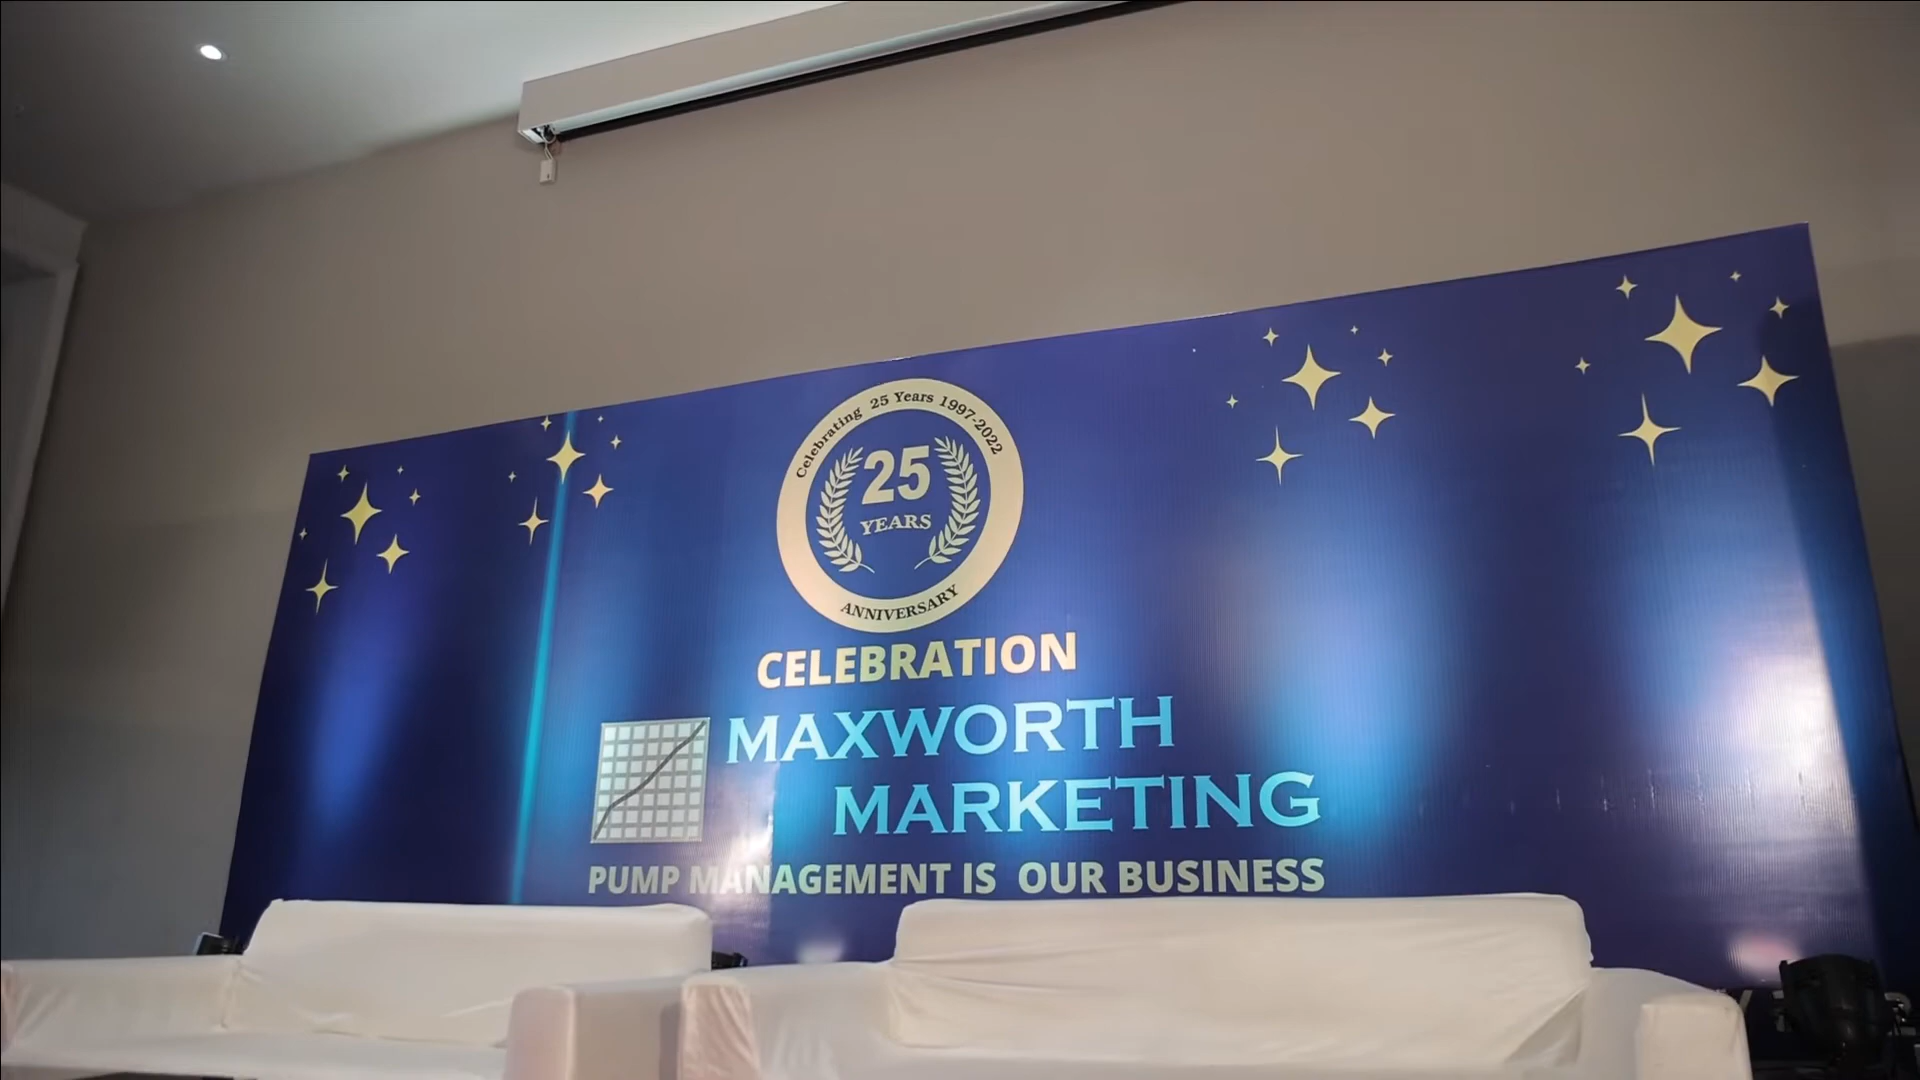 Celebrating 25 Years 1997-2022
25
YEARS
ANNIVERSARY
CELEBRATION
MAXWORTH
MARKETING
PUMP MANAGEMENT IS OUR BUSINESS